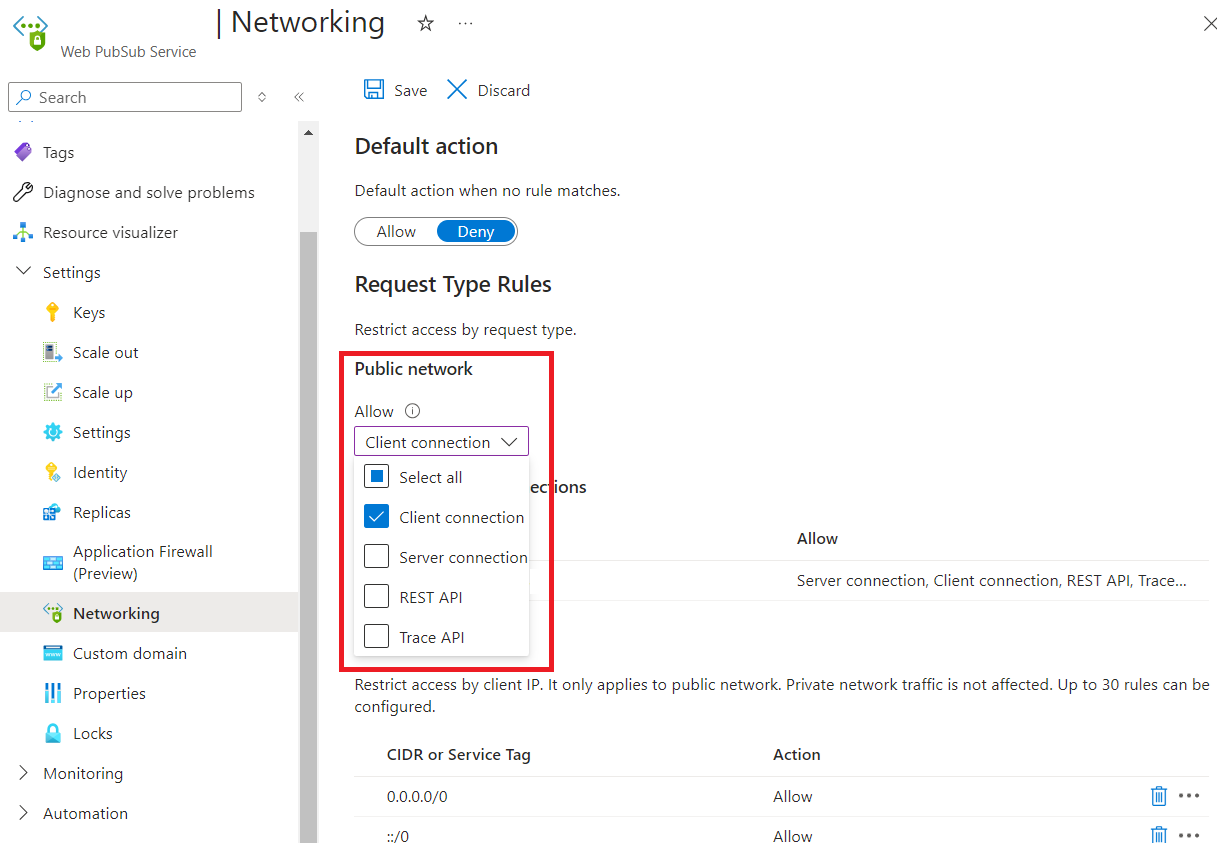 | Networking
Web PubSub Service
Search
Save
Discard
Tags
Diagnose and solve problems
Resource visualizer
Settings
Keys
Scale out
Scale up
Settings
Identity
Replicas
Application Firewall
(Preview)
Networking
Custom domain
Properties
Locks
Monitoring
Automation
Default action
Default action when no rule matches.
Allow
Deny
Request Type Rules
Restrict access by request type.
Public network
Allow
Client connection
Select all
Client connection
Server connection
REST API
Trace API
Allow
Server connection, Client connection, REST API, Trace...
Restrict access by client IP. It only applies to public network. Private network traffic is not affected. Up to 30 rules can be
configured.
CIDR or Service Tag
Action
0.0.0.0/0
Allow
::/0
Allow